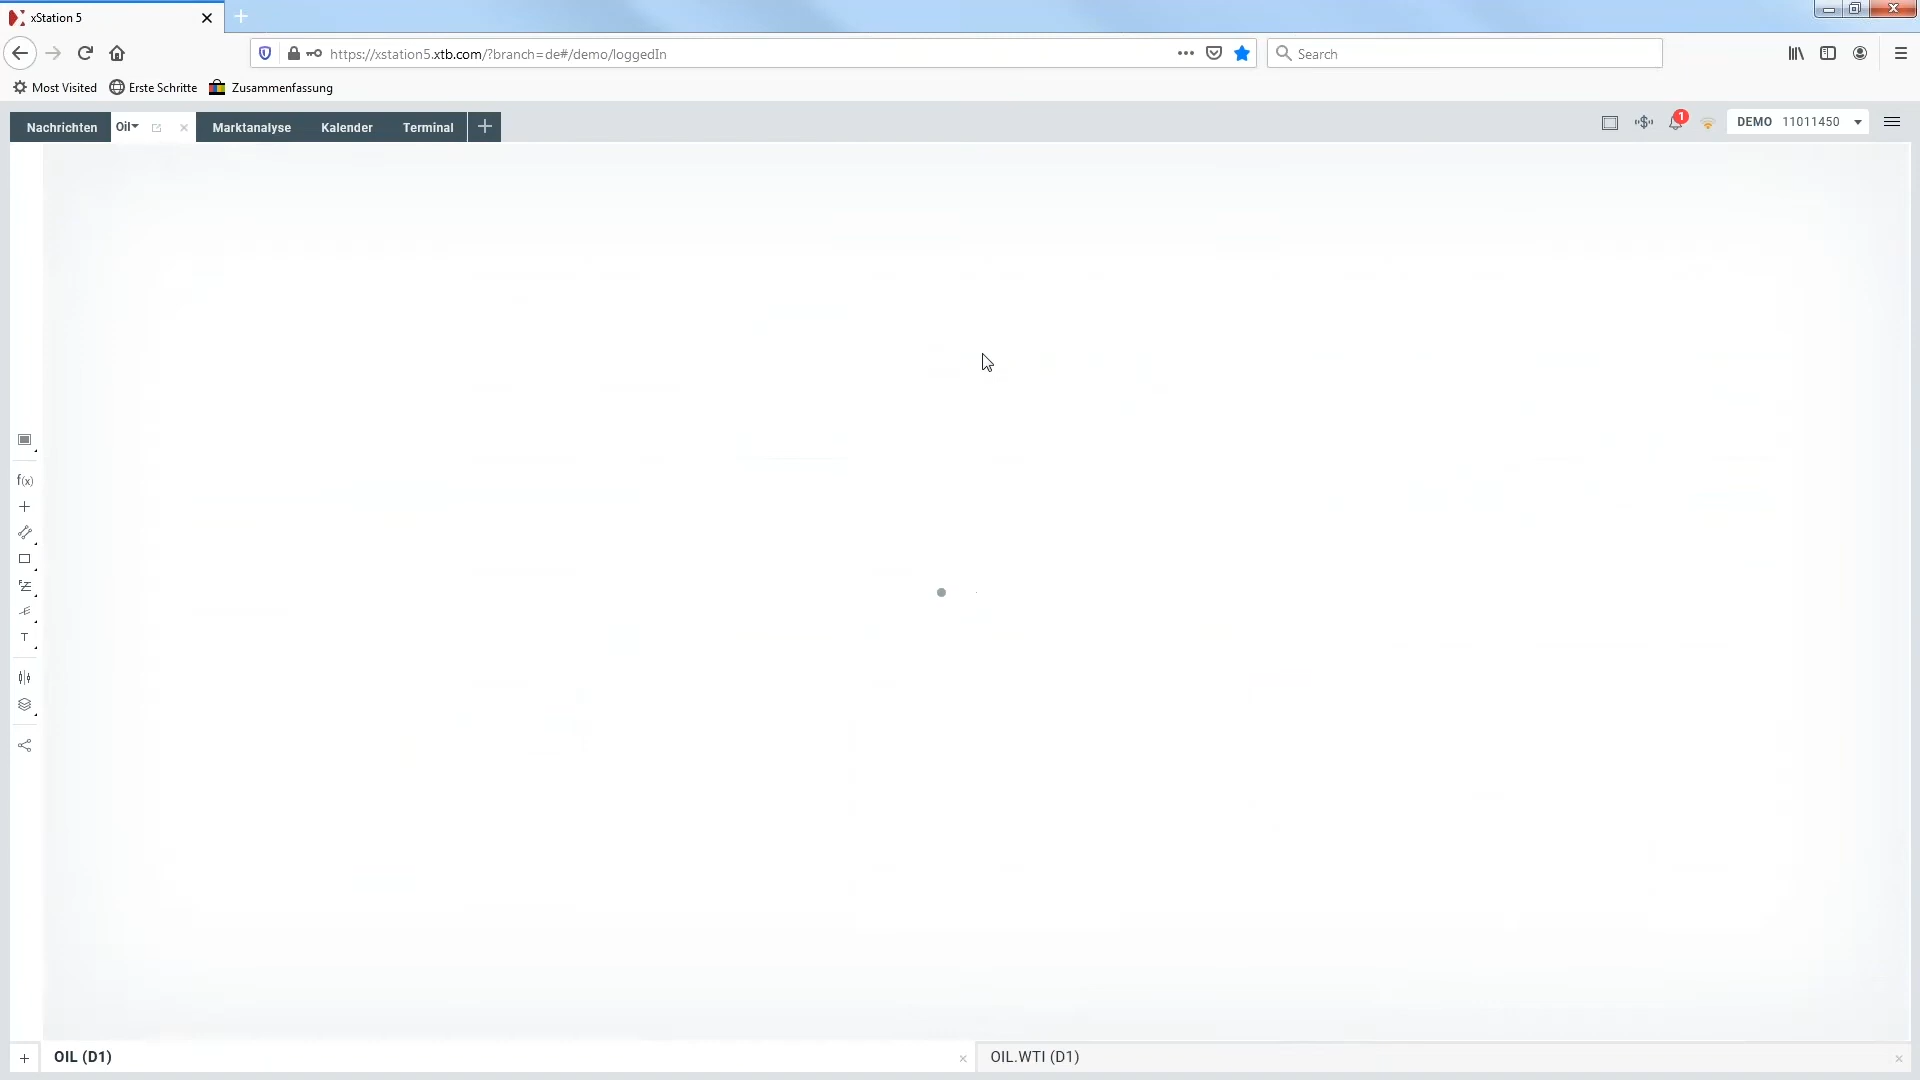 xStation 5
https://xstation5.xtb.com/?branch=de#/demo/loggedIn
Search
Most Visited
Erste Schritte
Zusammenfassung
Nachrichten
Oil
Marktanalyse
Kalender
Terminal
1
DEMO 11011450
f(x)
T
OIL (D1)
OIL.WTI (D1)